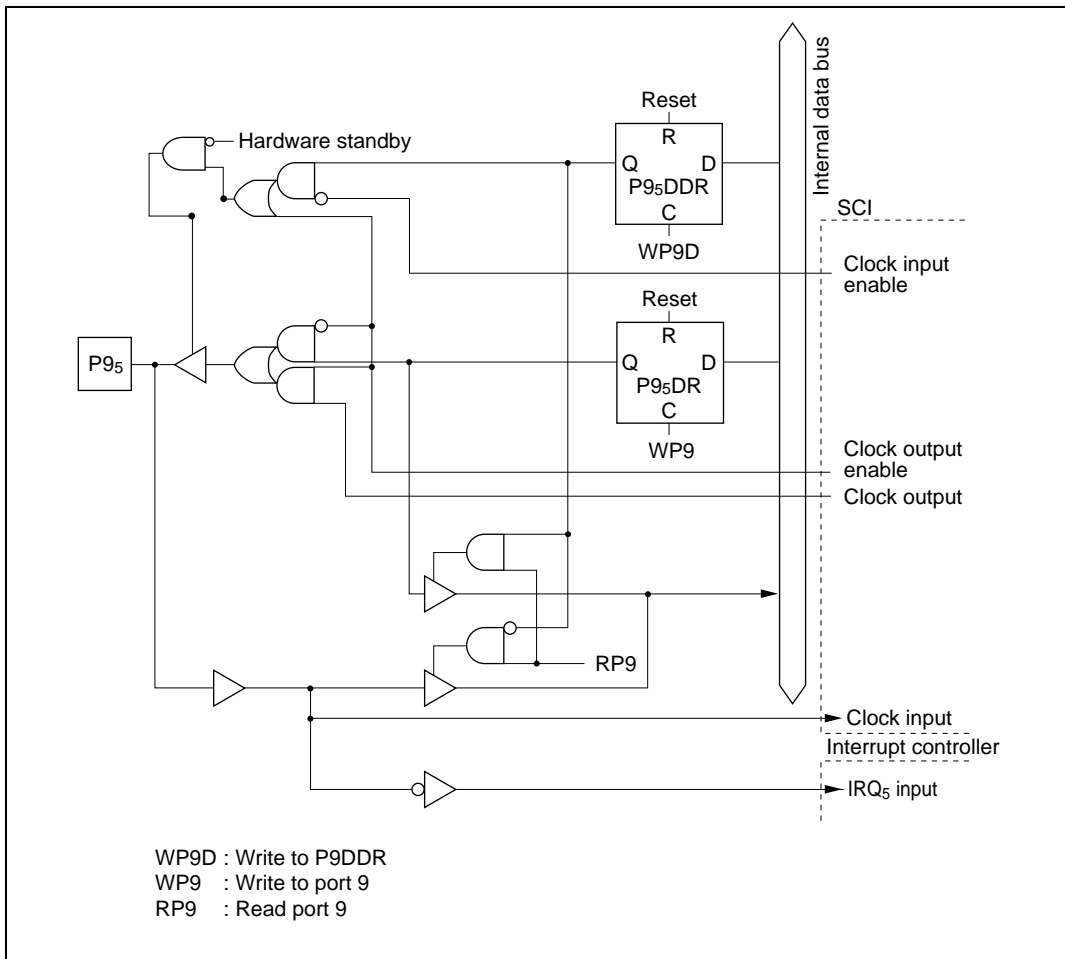 Internal data bus
Reset
R
Hardware standby
Q D
P9₅DDR
C
SCI
WP9D
Clock input
enable
Reset
R
P9₅
Q D
P9₅DR
C
WP9
Clock output
enable
Clock output
RP9
Clock input
Interrupt controller
IRQ₅ input
WP9D : Write to P9DDR
WP9 : Write to port 9
RP9 : Read port 9